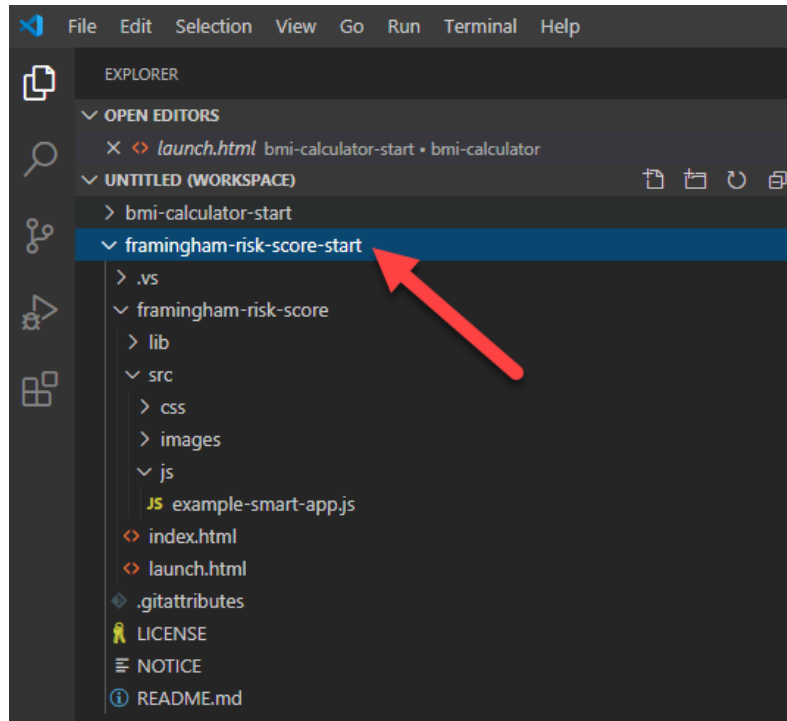 File Edit Selection View Go Run Terminal Help
EXPLORER
OPEN EDITORS
launch.html bmi-calculator-start • bmi-calculator
UNTITLED (WORKSPACE)
bmi-calculator-start
framingham-risk-score-start
.vs
framingham-risk-score
lib
src
css
images
js
JS example-smart-app.js
index.html
launch.html
.gitattributes
LICENSE
NOTICE
README.md